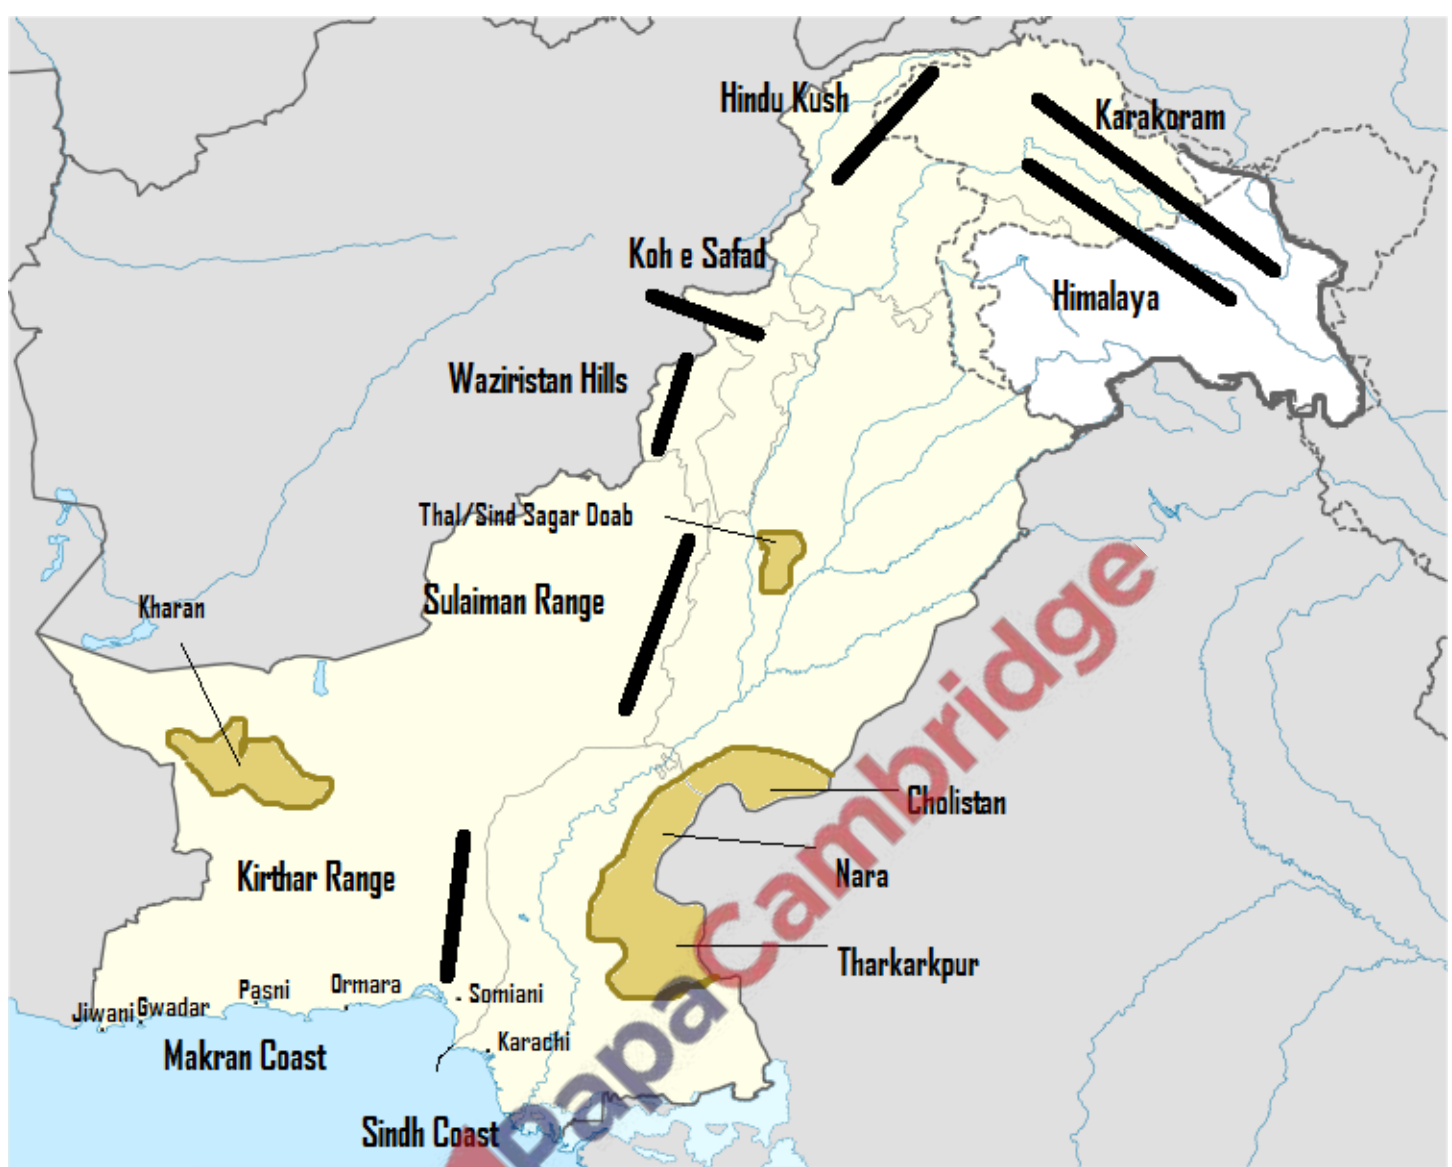 Hindu Kush
Karakoram
Koh e Safad
Himalaya
Waziristan Hills
Thal/Sind Sagar Doab
Sulaiman Range
Kharan
Cholistan
Kirthar Range
Nara
Tharkarkpur
Pasni
Ormara
Somiani
Jiwani
Gwadar
Karachi
Makran Coast
Sindh Coast
PapaCambridge